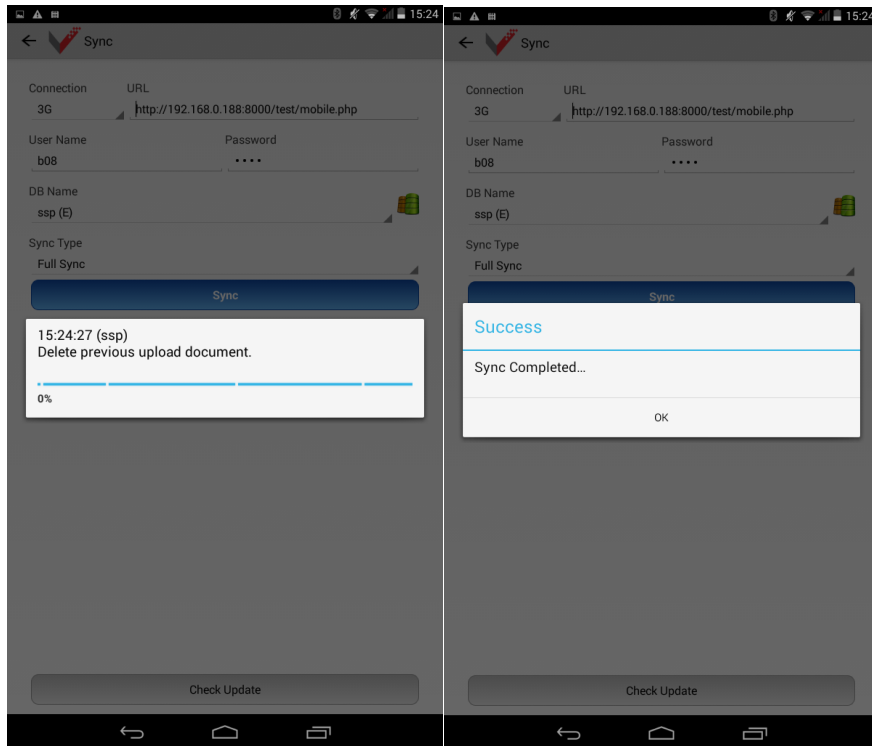 15:24
Sync
Connection URL
3G http://192.168.0.188:8000/test/mobile.php
User Name Password
b08 ••••
DB Name
ssp (E)
Sync Type
Full Sync
Sync
15:24:27 (ssp)
Delete previous upload document.
0%
Check Update
15:24
Sync
Connection URL
3G http://192.168.0.188:8000/test/mobile.php
User Name Password
b08 ••••
DB Name
ssp (E)
Sync Type
Full Sync
Sync
Success
Sync Completed...
OK
Check Update